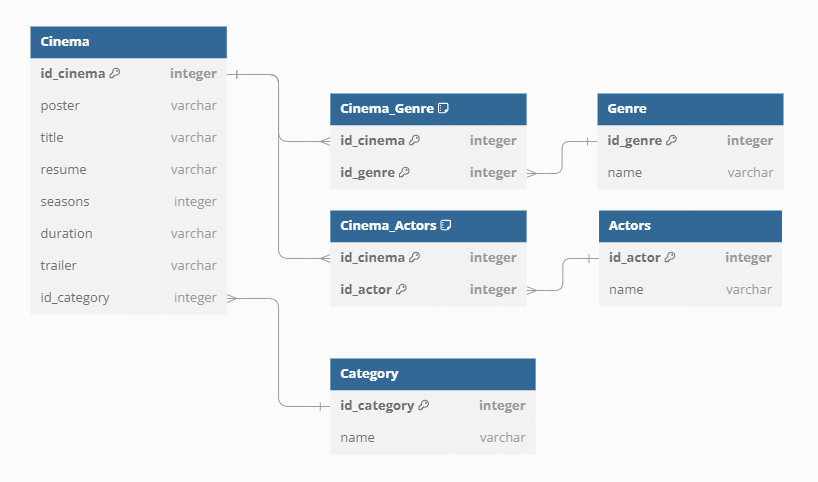 Cinema
id_cinema integer
poster varchar
title varchar
resume varchar
seasons integer
duration varchar
trailer varchar
id_category integer
Cinema_Genre
id_cinema integer
id_genre integer
Genre
id_genre integer
name varchar
Cinema_Actors
id_cinema integer
id_actor integer
Actors
id_actor integer
name varchar
Category
id_category integer
name varchar